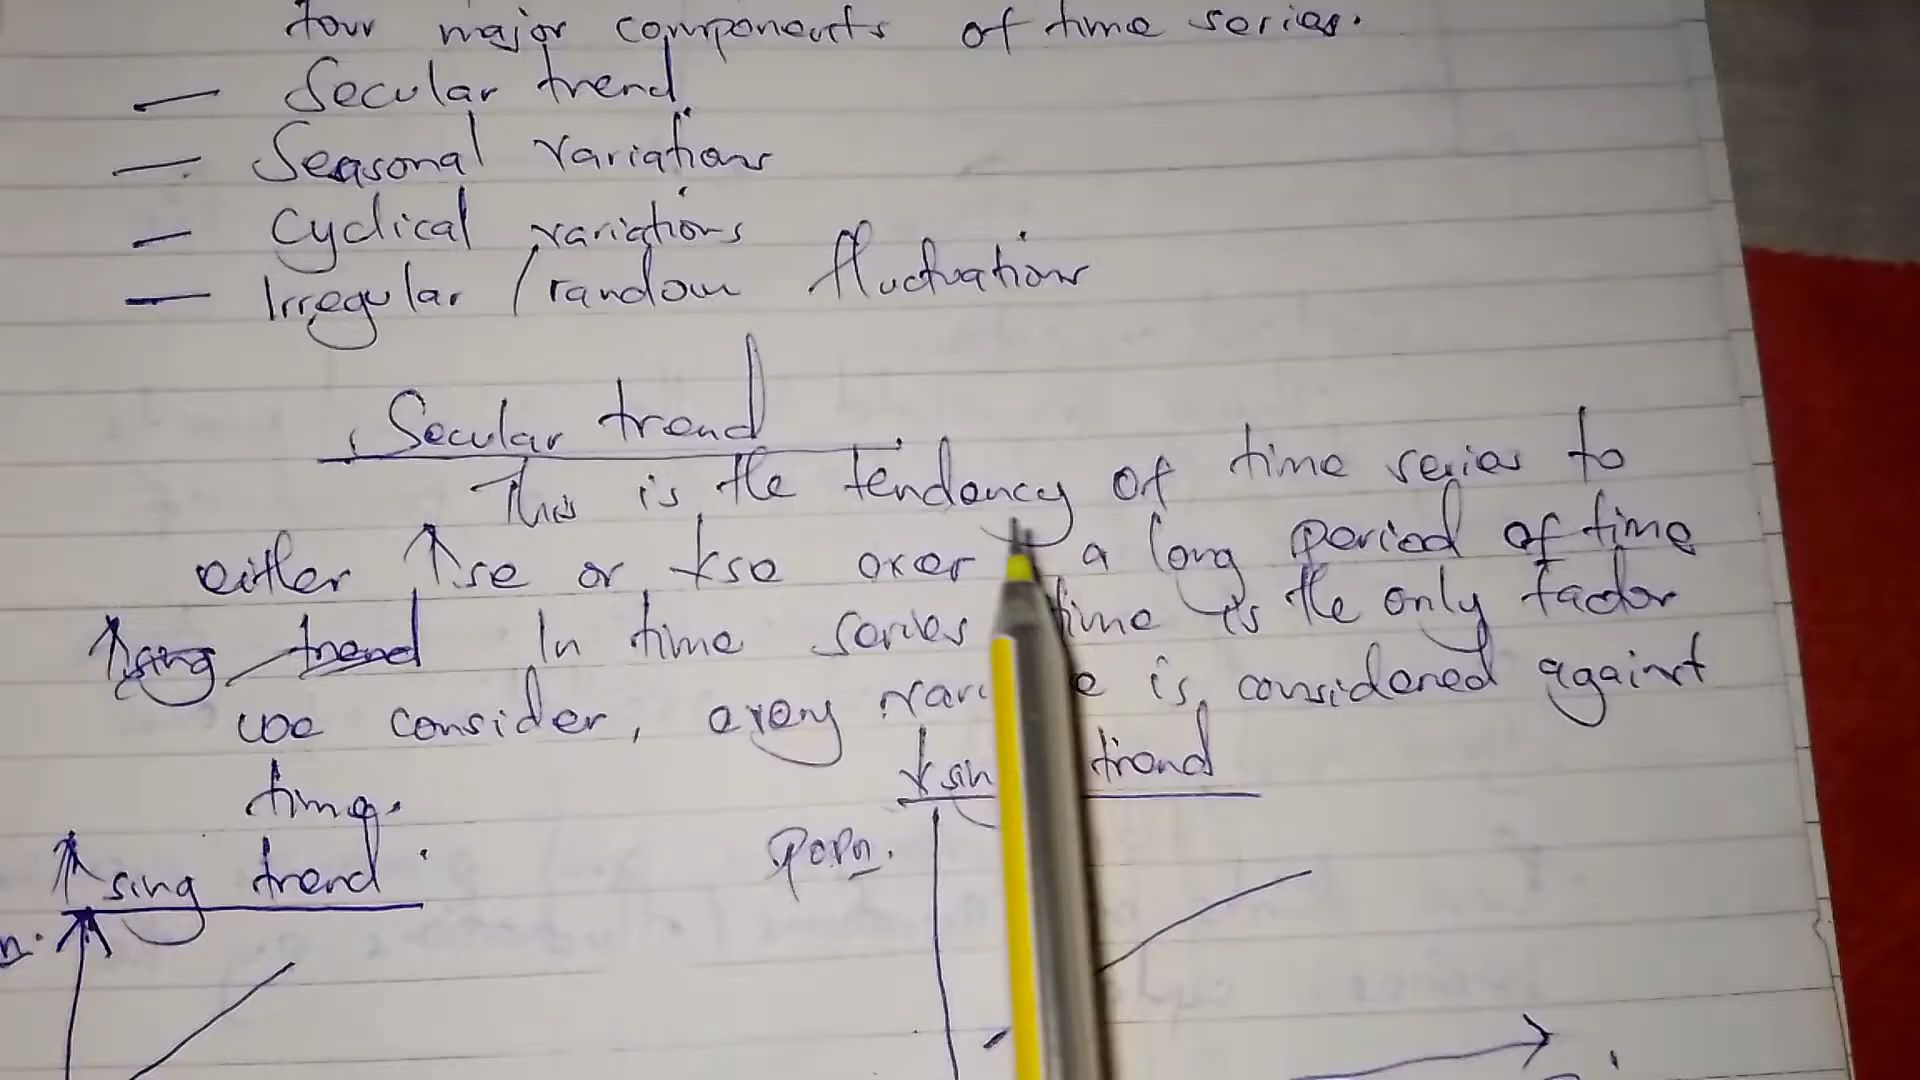 four major components of time series.
— Secular trend
— Seasonal variations
— Cyclical variations
— Irregular / random fluctuations
Secular trend
This is the tendency of time series to
either ↑se or ↓se over a long period of time
↑sing trend In time series time is the only factor
we consider, every is considered against
time.
↓sin trend
↑sing trend.
popn.
n.